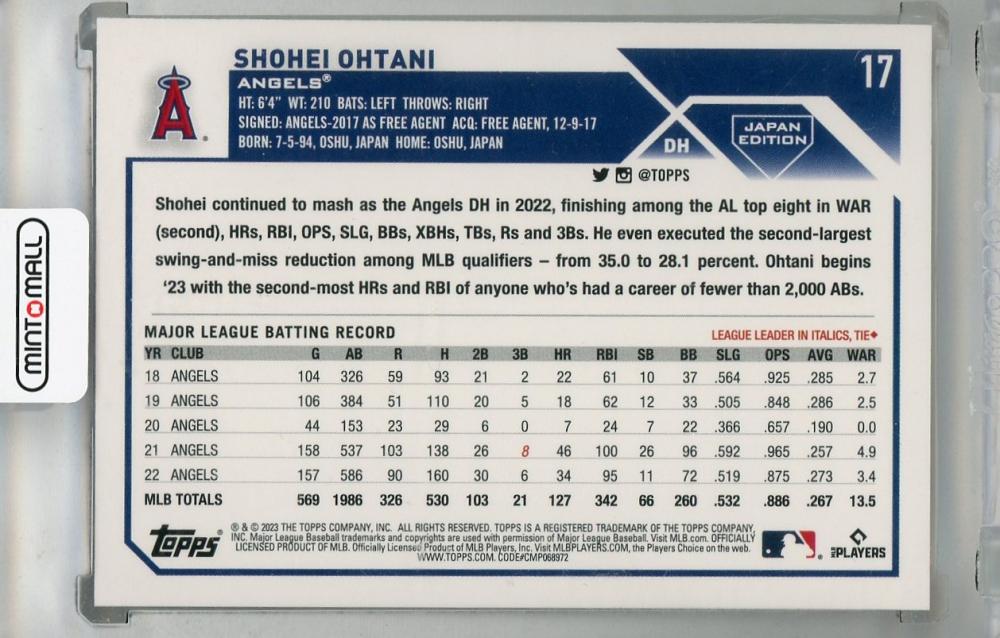 SHOHEI OHTANI
17
ANGELS®
HT: 6'4" WT: 210 BATS: LEFT THROWS: RIGHT
SIGNED: ANGELS-2017 AS FREE AGENT ACQ: FREE AGENT, 12-9-17
BORN: 7-5-94, OSHU, JAPAN HOME: OSHU, JAPAN
DH
JAPAN
EDITION
@TOPPS
Shohei continued to mash as the Angels DH in 2022, finishing among the AL top eight in WAR
(second), HRs, RBI, OPS, SLG, BBs, XBHs, TBs, Rs and 3Bs. He even executed the second-largest
swing-and-miss reduction among MLB qualifiers – from 35.0 to 28.1 percent. Ohtani begins
'23 with the second-most HRs and RBI of anyone who's had a career of fewer than 2,000 ABs.
MAJOR LEAGUE BATTING RECORD LEAGUE LEADER IN ITALICS, TIE♦
YR CLUB G AB R H 2B 3B HR RBI SB BB SLG OPS AVG WAR
18 ANGELS 104 326 59 93 21 2 22 61 10 37 .564 .925 .285 2.7
19 ANGELS 106 384 51 110 20 5 18 62 12 33 .505 .848 .286 2.5
20 ANGELS 44 153 23 29 6 0 7 24 7 22 .366 .657 .190 0.0
21 ANGELS 158 537 103 138 26 8 46 100 26 96 .592 .965 .257 4.9
22 ANGELS 157 586 90 160 30 6 34 95 11 72 .519 .875 .273 3.4
MLB TOTALS 569 1986 326 530 103 21 127 342 66 260 .532 .886 .267 13.5
Topps®
® & © 2023 THE TOPPS COMPANY, INC. ALL RIGHTS RESERVED. TOPPS IS A REGISTERED TRADEMARK OF THE TOPPS COMPANY,
INC. Major League Baseball trademarks and copyrights are used with permission of Major League Baseball. Visit MLB.com. OFFICIALLY
LICENSED PRODUCT OF MLB. Officially Licensed Product of MLB Players, Inc. Visit MLBPLAYERS.COM, the Players Choice on the web.
WWW.TOPPS.COM. CODE#CMP068972
MLB PLAYERS
MINTOMALL